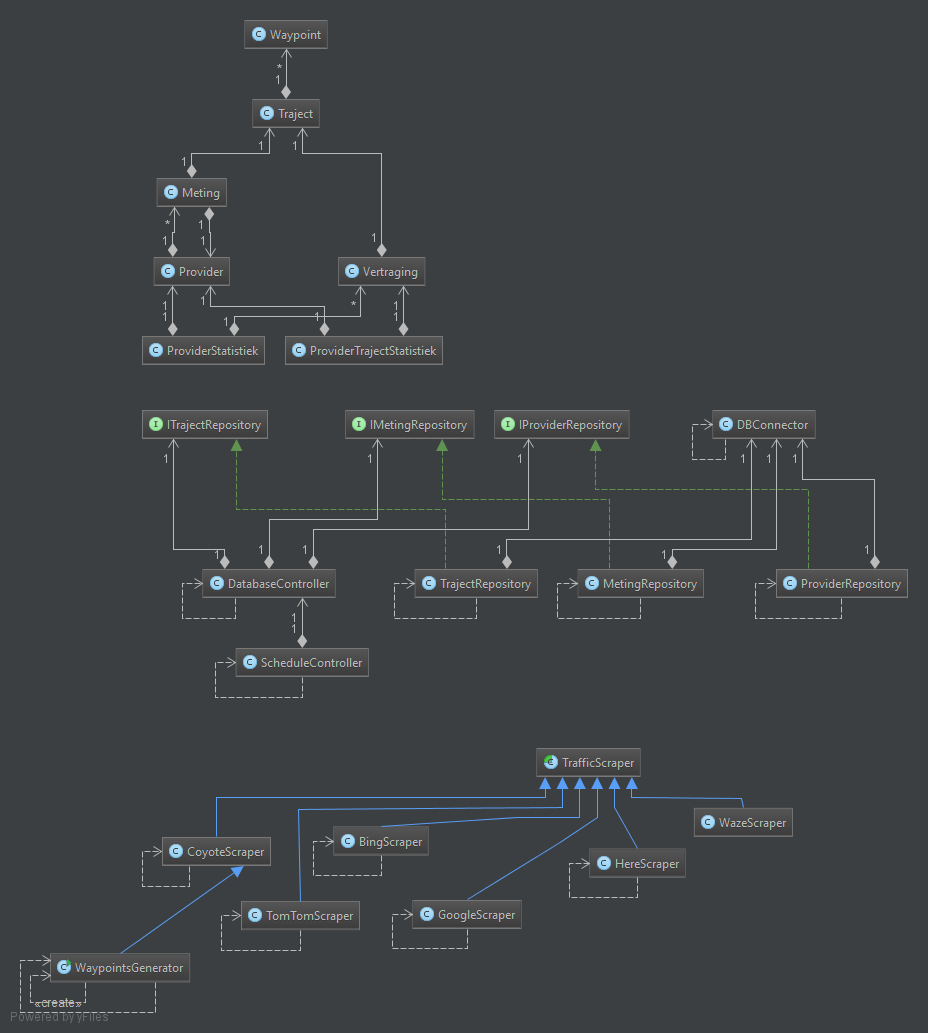 C Waypoint
*
1
C Traject
1
1
1
C Meting
*
1
1
1
1
C Provider
C Vertraging
1
1
1
*
1
1
1
1
C ProviderStatistiek
C ProviderTrajectStatistiek
I ITrajectRepository
I IMetingRepository
I IProviderRepository
C DBConnector
1
1
1
1
1
1
1
1
1
1
1
1
C DatabaseController
C TrajectRepository
C MetingRepository
C ProviderRepository
1
1
C ScheduleController
C TrafficScraper
C WazeScraper
C BingScraper
C CoyoteScraper
C HereScraper
C TomTomScraper
C GoogleScraper
C WaypointsGenerator
«create»
Powered by yFiles